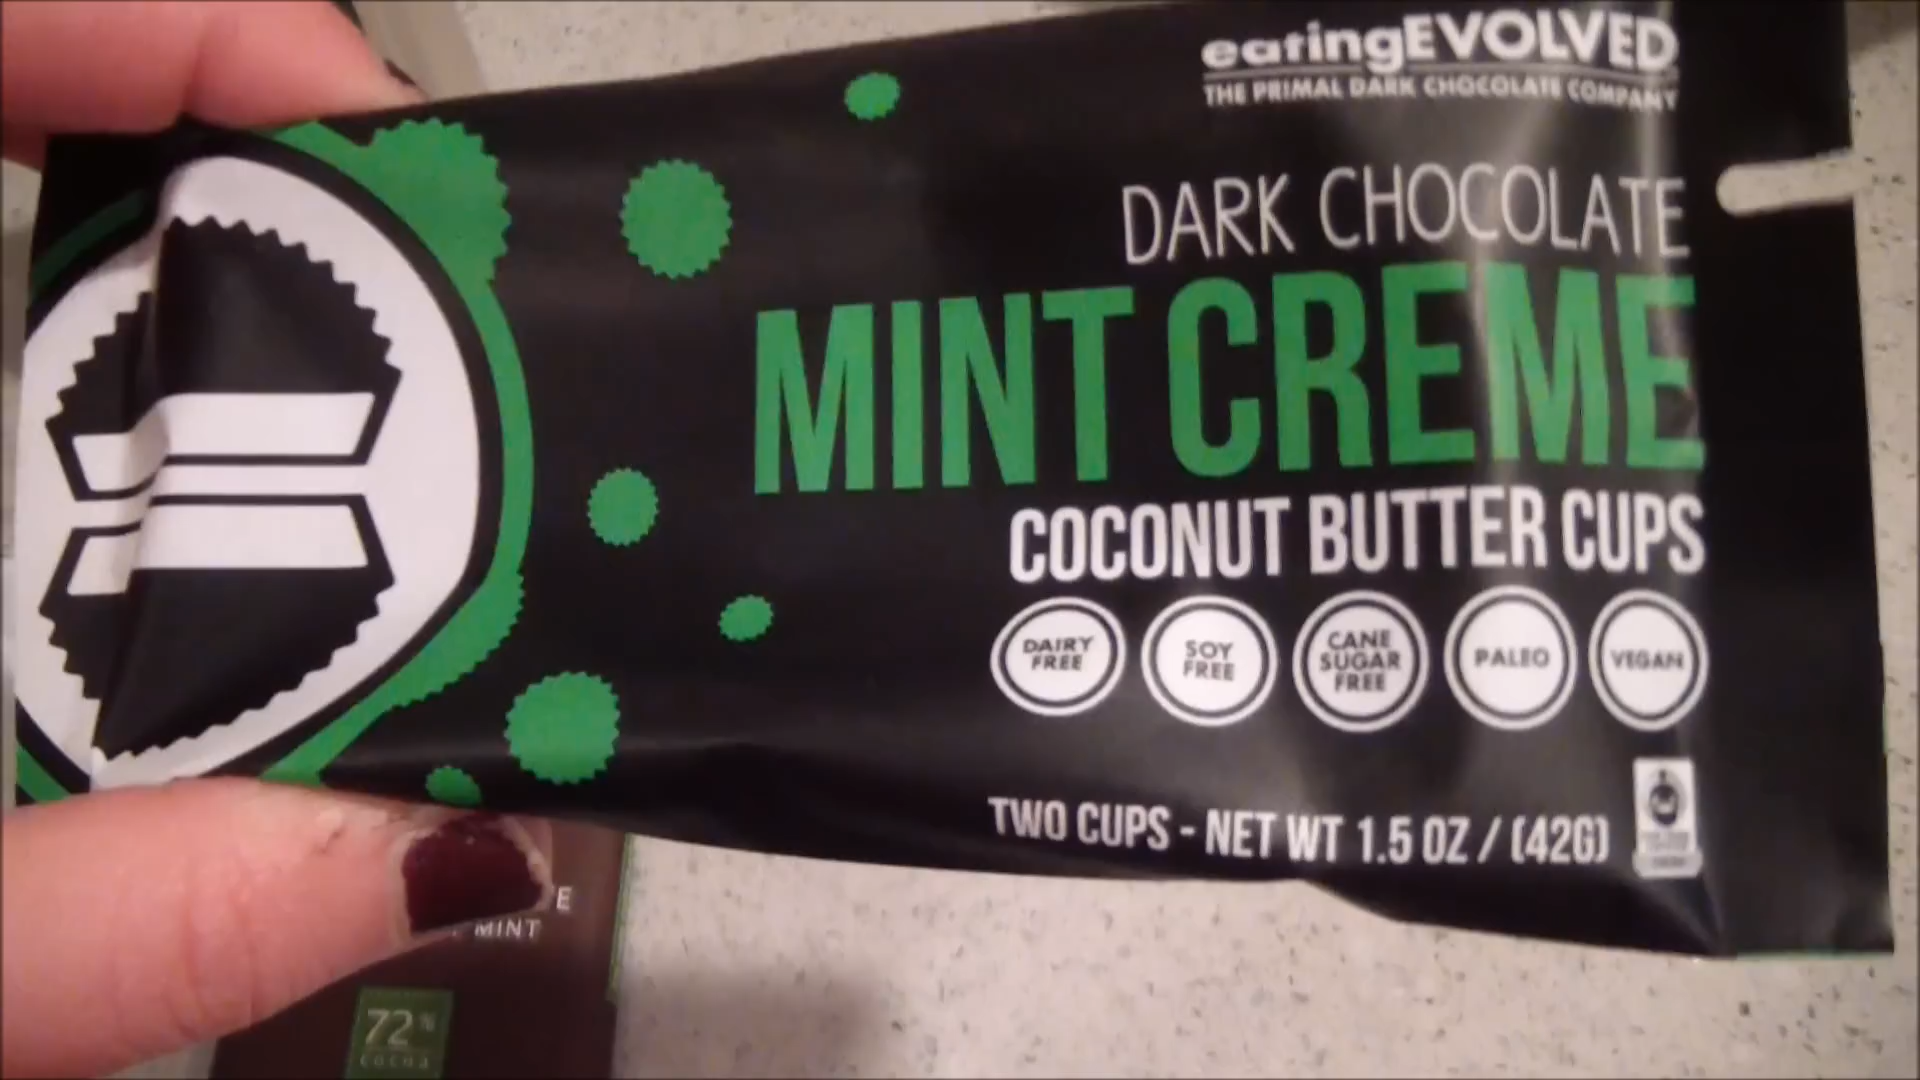 eatingEVOLVED
THE PRIMAL DARK CHOCOLATE COMPANY
DARK CHOCOLATE
MINT CREME
COCONUT BUTTER CUPS
DAIRY
FREE
SOY
FREE
CANE
SUGAR
FREE
PALEO
VEGAN
TWO CUPS - NET WT 1.5 OZ / (42G)
E
MINT
72%
COCOA